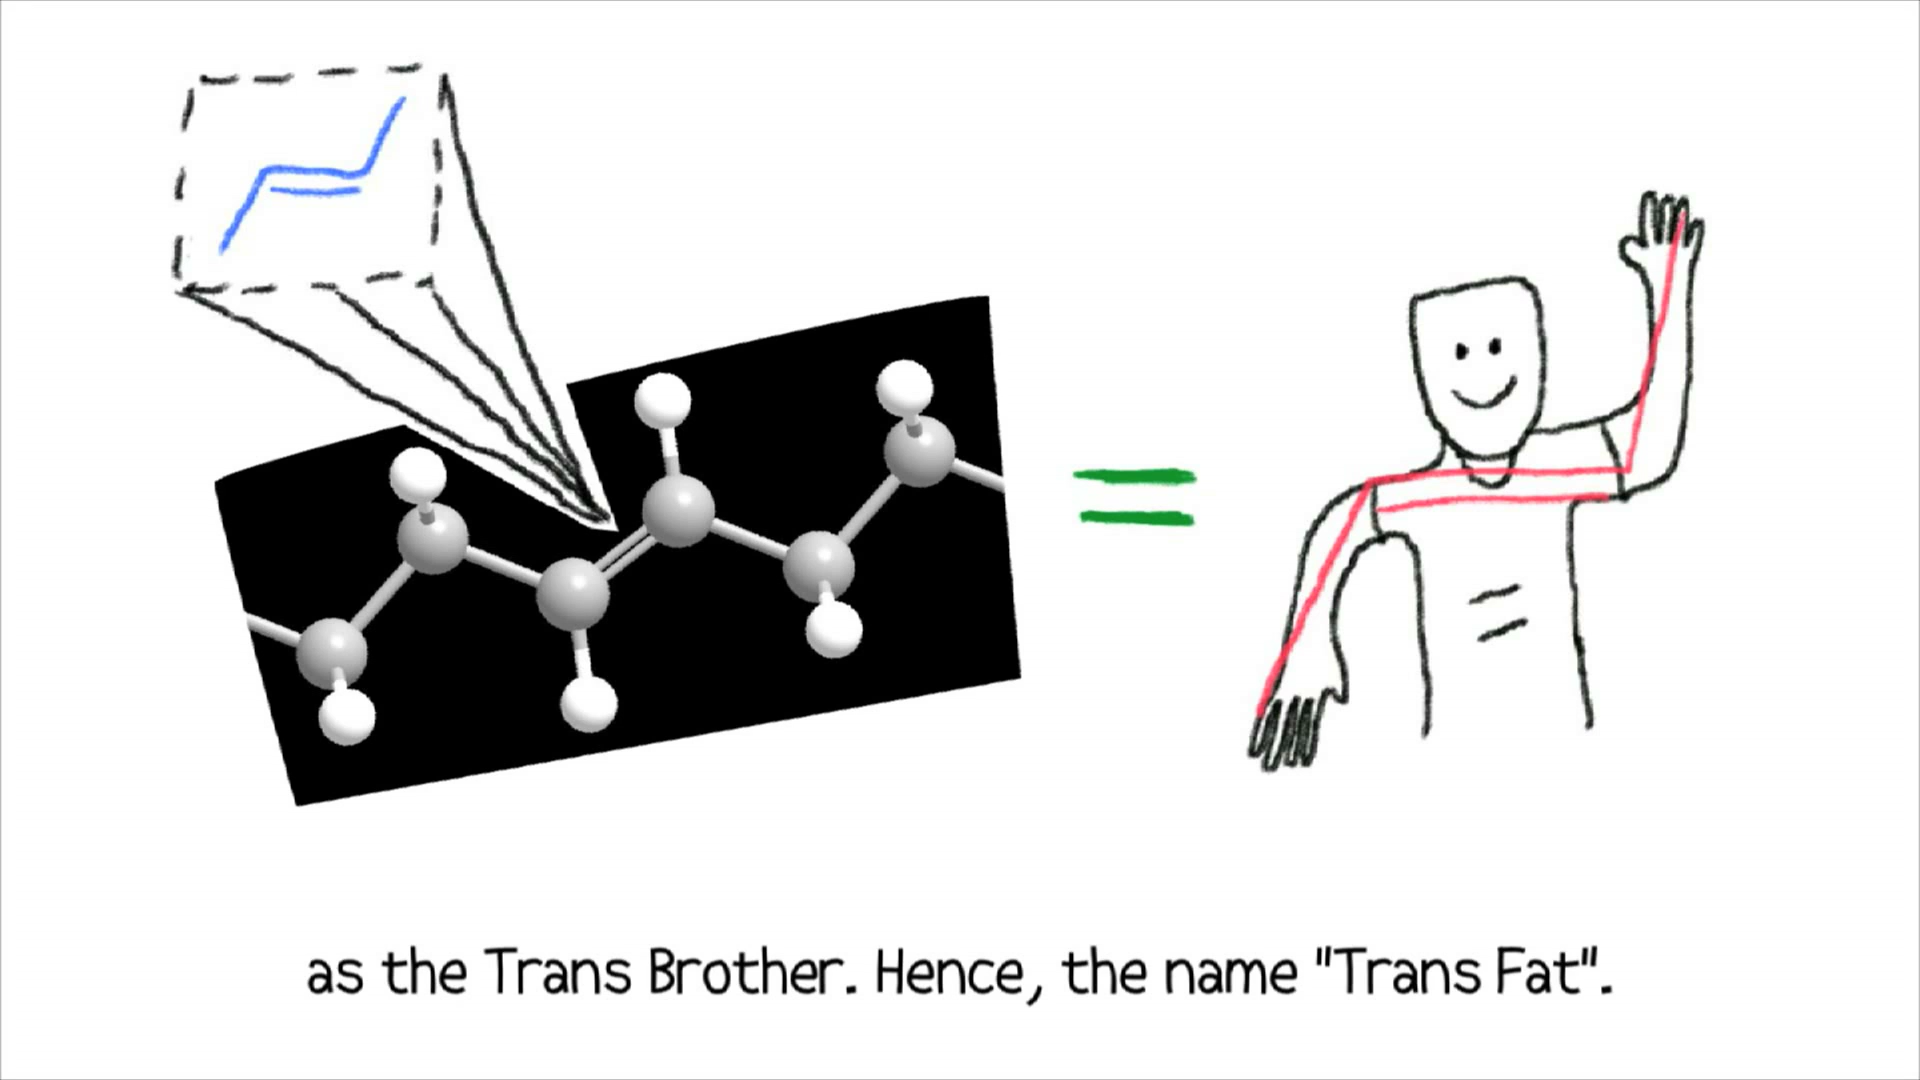 as the Trans Brother. Hence, the name "Trans Fat".